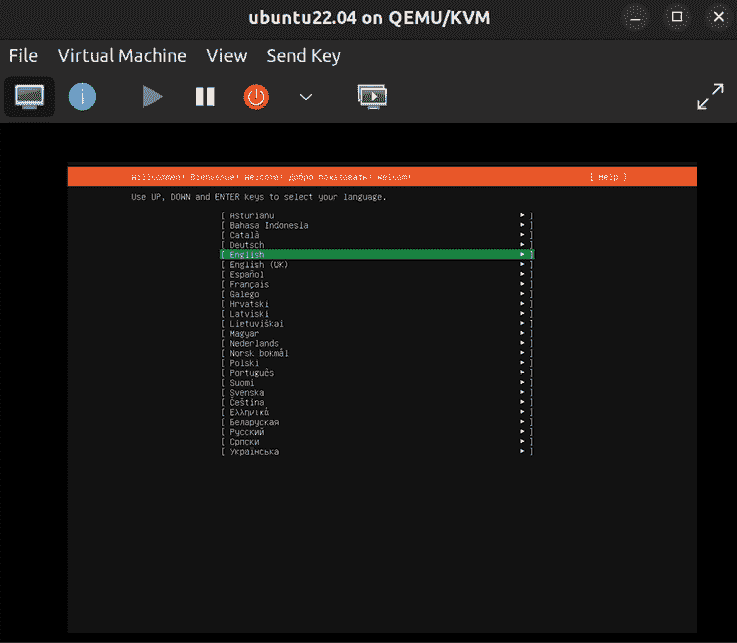 ubuntu22.04 on QEMU/KVM
File Virtual Machine View Send Key
Willkommen! Bienvenue! Welcome! Добро пожаловать! Welkom! [ Help ]
Use UP, DOWN and ENTER keys to select your language.
[ Asturianu ▸ ]
[ Bahasa Indonesia ▸ ]
[ Català ▸ ]
[ Deutsch ▸ ]
[ English ▸ ]
[ English (UK) ▸ ]
[ Español ▸ ]
[ Français ▸ ]
[ Galego ▸ ]
[ Hrvatski ▸ ]
[ Latviski ▸ ]
[ Lietuviškai ▸ ]
[ Magyar ▸ ]
[ Nederlands ▸ ]
[ Norsk bokmål ▸ ]
[ Polski ▸ ]
[ Português ▸ ]
[ Suomi ▸ ]
[ Svenska ▸ ]
[ Čeština ▸ ]
[ Ελληνικά ▸ ]
[ Беларуская ▸ ]
[ Русский ▸ ]
[ Српски ▸ ]
[ Українська ▸ ]